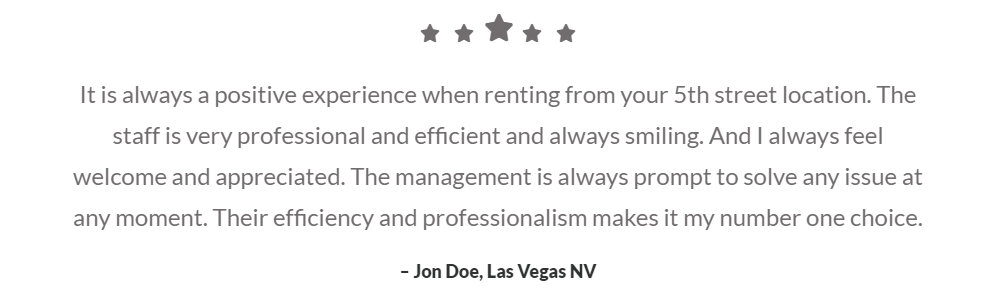 It is always a positive experience when renting from your 5th street location. The
staff is very professional and efficient and always smiling. And I always feel
welcome and appreciated. The management is always prompt to solve any issue at
any moment. Their efficiency and professionalism makes it my number one choice.
– Jon Doe, Las Vegas NV